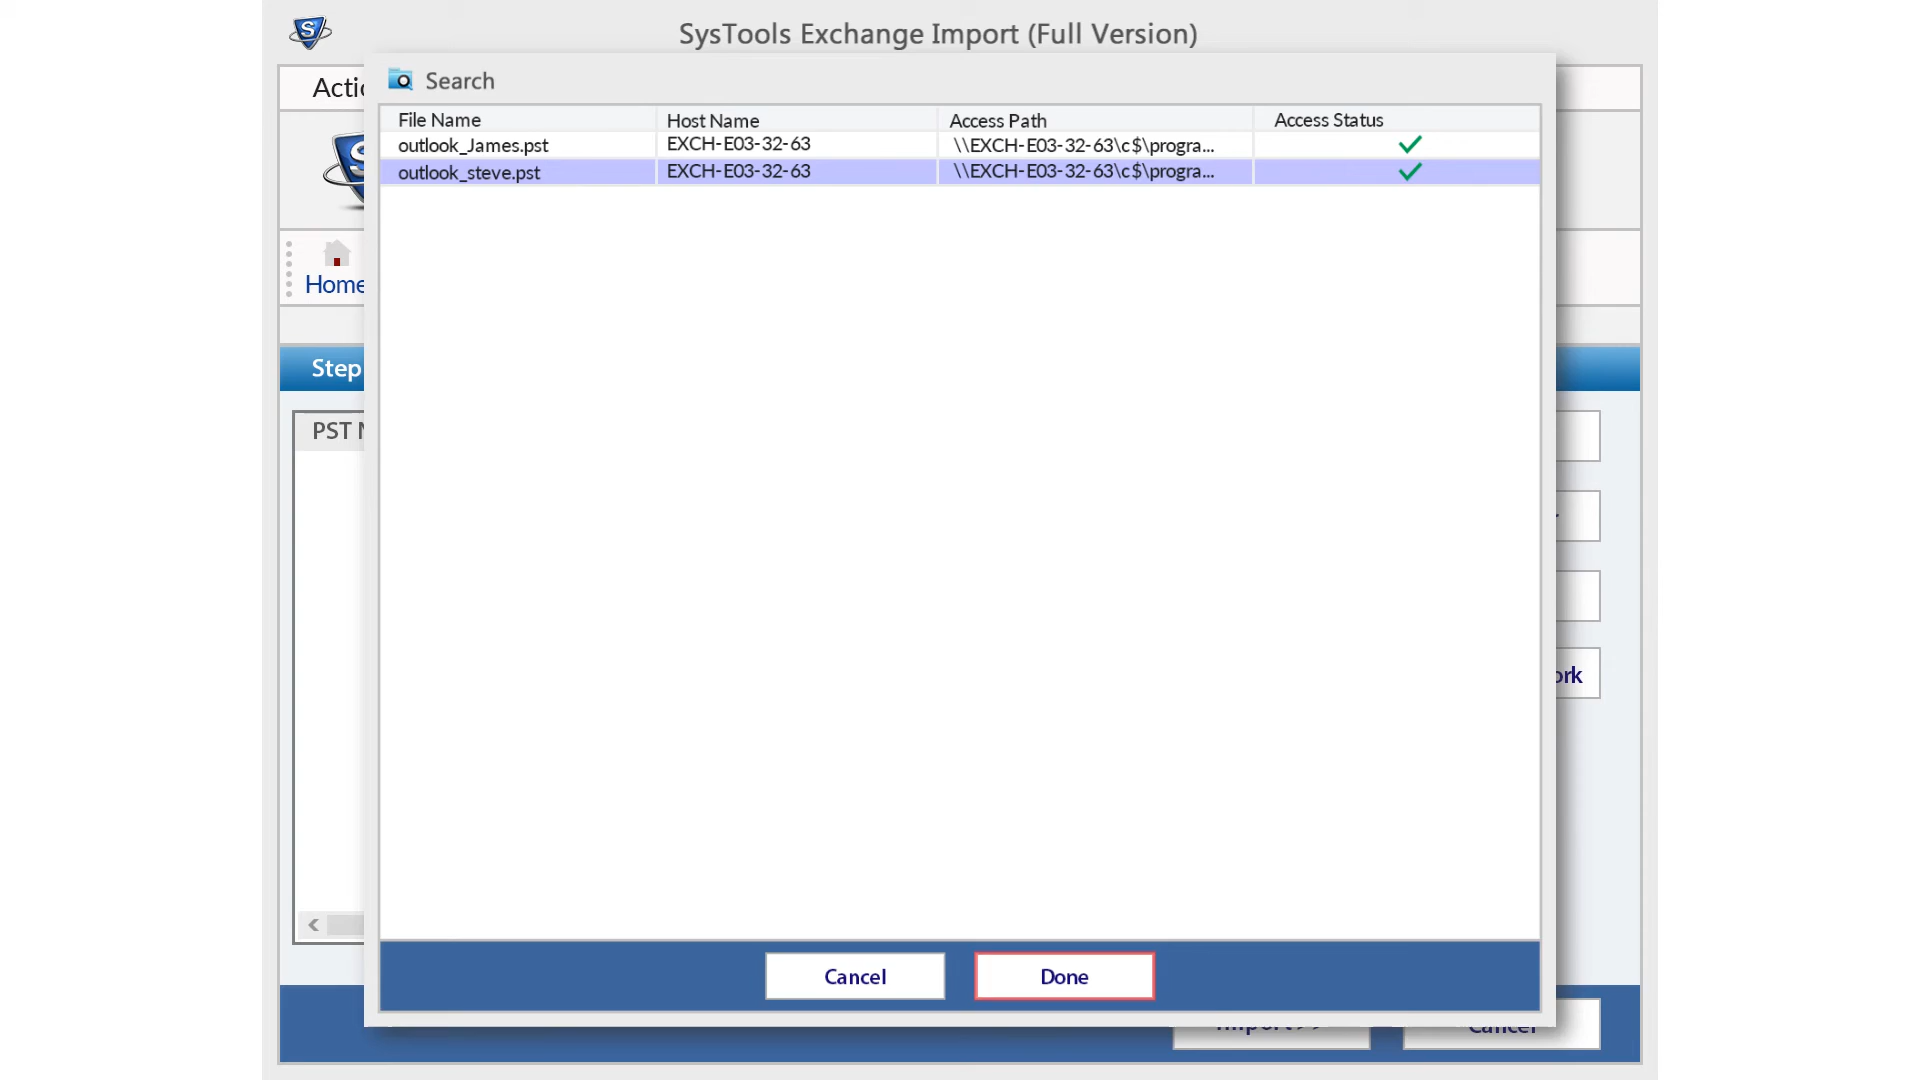 SysTools Exchange Import (Full Version)
Search
File Name Host Name Access Path Access Status
outlook_James.pst EXCH-E03-32-63 \\EXCH-E03-32-63\c$\progra...
outlook_steve.pst EXCH-E03-32-63 \\EXCH-E03-32-63\c$\progra...
Home
Step
PST
Cancel Done
Cancel